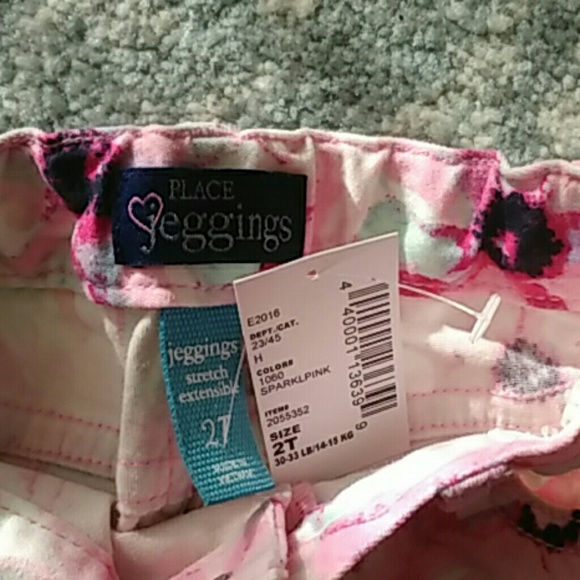 PLACE
jeggings
jeggings
stretch
extensible
2T
E2016
DEPT./CAT.
23/45
H
COLOR#
1060
SPARKLPINK
ITEM#
2055352
SIZE
2T
30-33 LB/14-15 KG
4 40001 13639 9